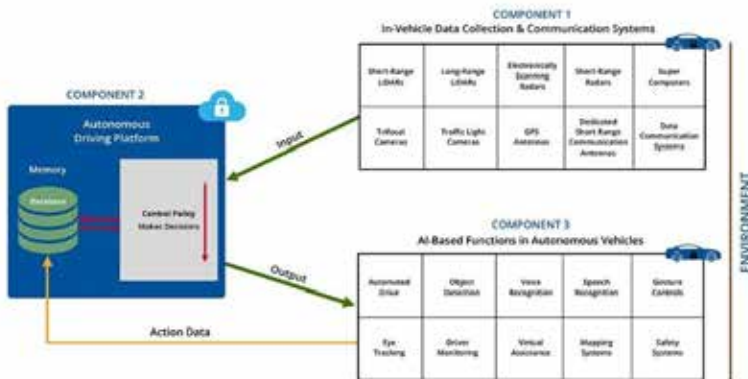 COMPONENT 1
In-Vehicle Data Collection & Communication Systems
Short-Range
LiDARs
Long-Range
LiDARs
Electronically
Scanning
Radars
Short-Range
Radars
Super
Computers
Trifocal
Cameras
Traffic Light
Cameras
GPS
Antennas
Dedicated
Short Range
Communication
Antennas
Data
Communication
Systems
COMPONENT 2
Autonomous
Driving Platform
Memory
Database
Control Policy
Makes Decisions
Input
Output
Action Data
COMPONENT 3
AI-Based Functions in Autonomous Vehicles
Automated
Drive
Object
Detection
Voice
Recognition
Speech
Recognition
Gesture
Controls
Eye
Tracking
Driver
Monitoring
Virtual
Assistance
Mapping
Systems
Safety
Systems
ENVIRONMENT